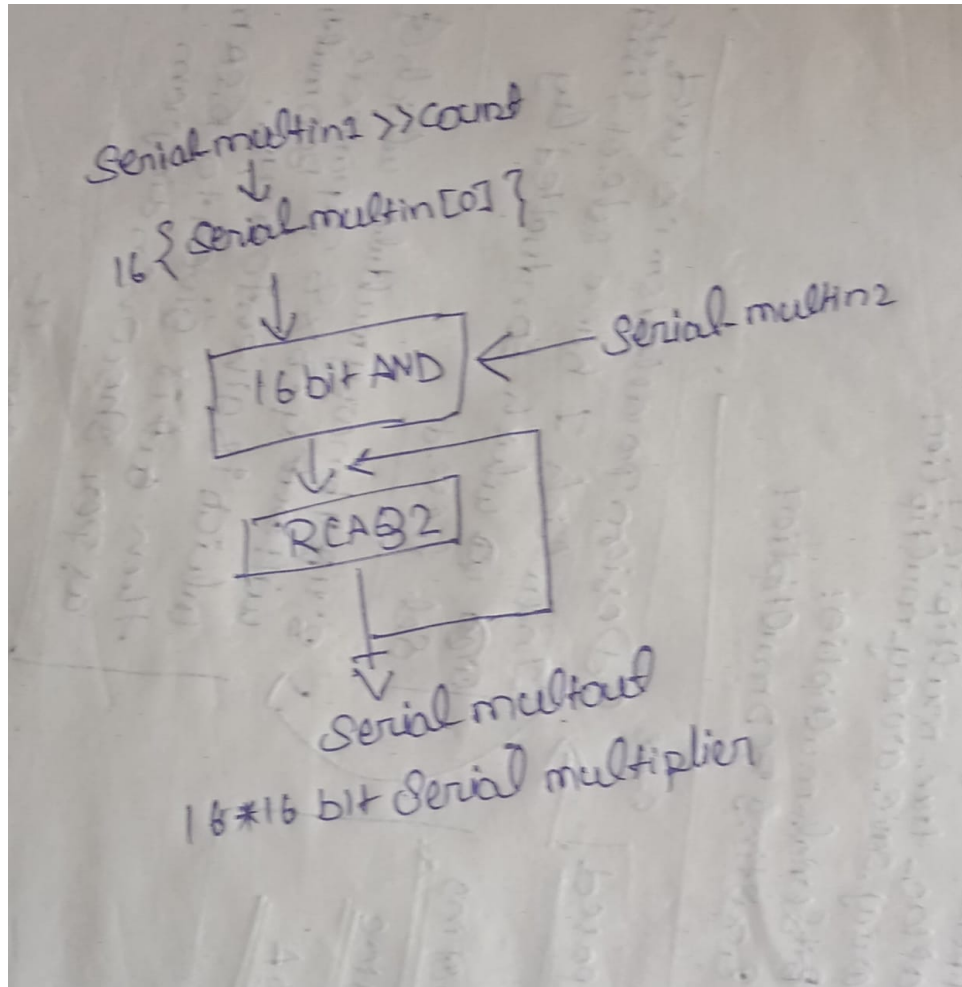 Serial multin1 >> count
16 { Serial multin [0] }
Serial multin2
16 bit AND
RCAB2
Serial multout
16*16 bit Serial multiplier